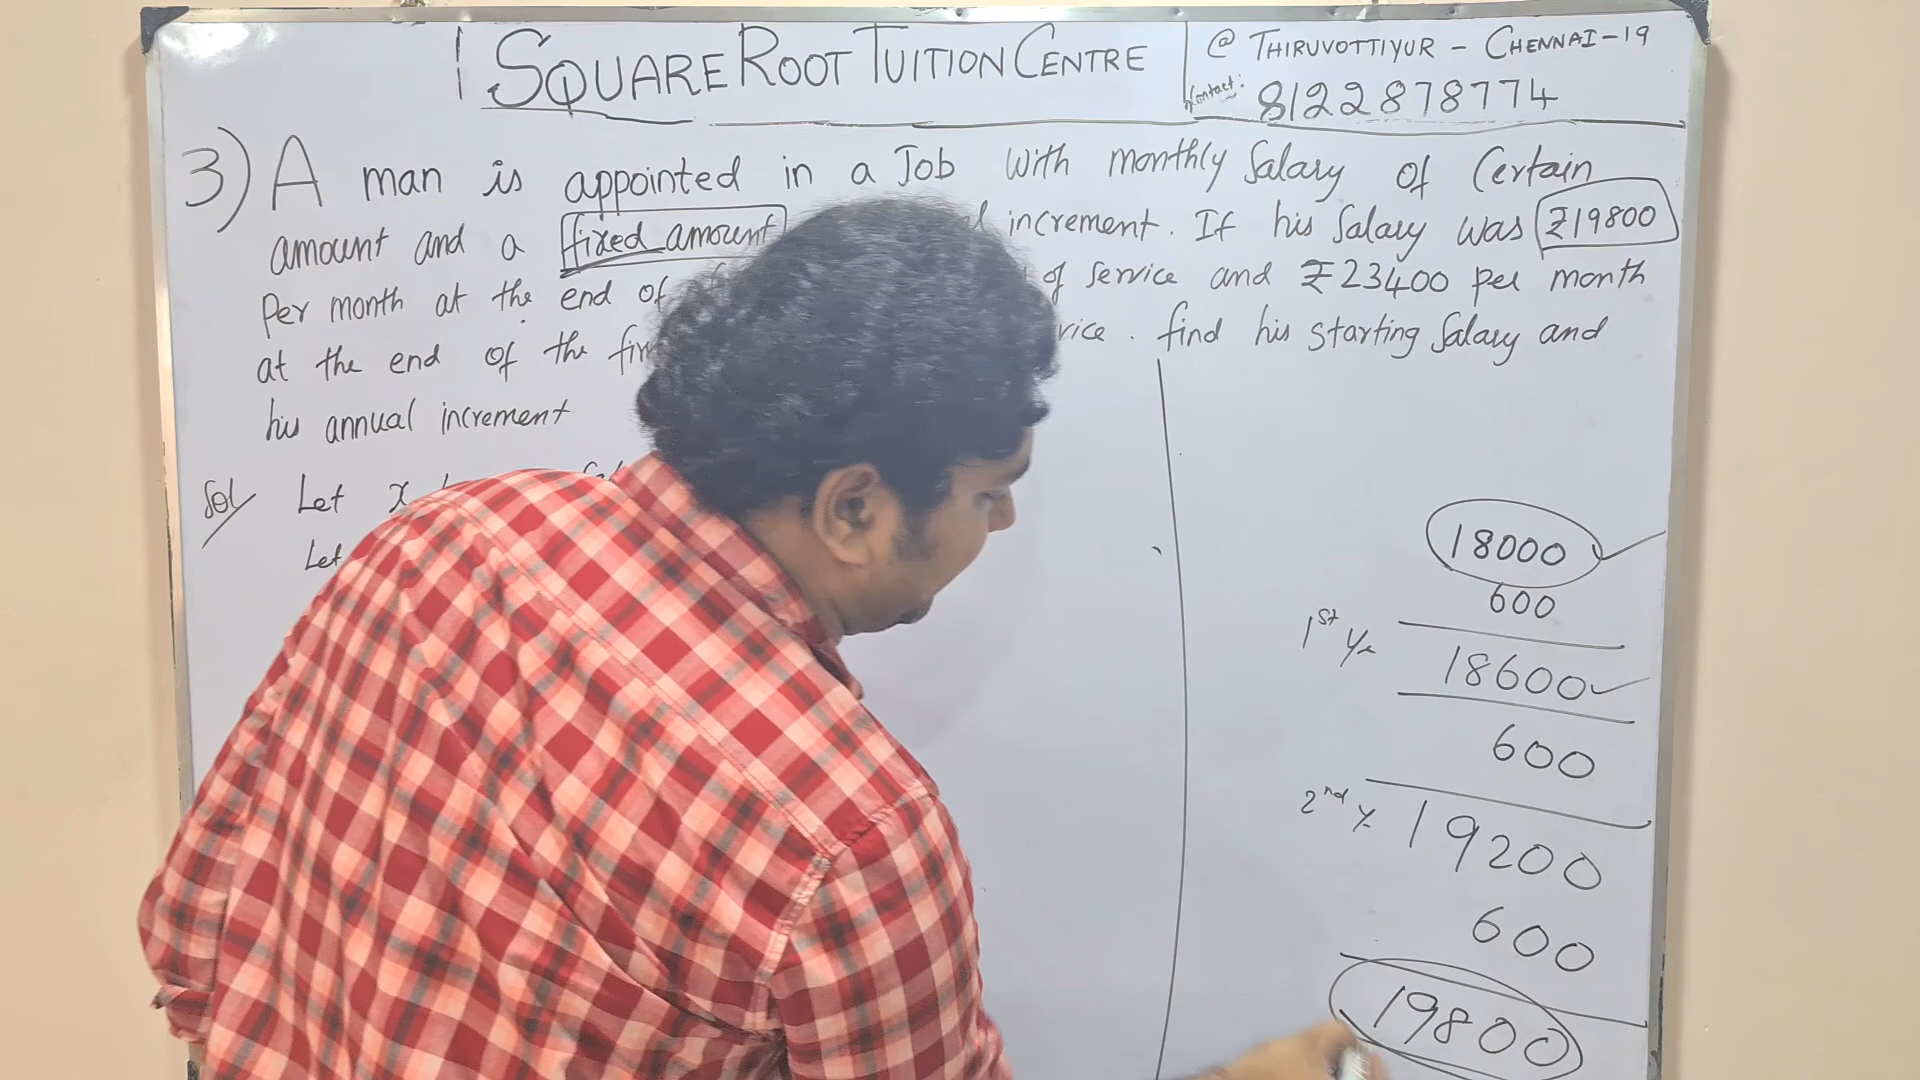 SQUARE ROOT TUITION CENTRE
@ THIRUVOTTIYUR - CHENNAI-19
Contact: 8122878774
3) A man is appointed in a Job with monthly Salary of Certain
amount and a fixed amount increment. If his Salary was ₹19800
Per month at the end of of service and ₹23400 per month
at the end of the find his starting Salary and
his annual increment
Sol Let x
Let
18000
600
1st Yr 18600
600
2nd Yr 19200
600
19800